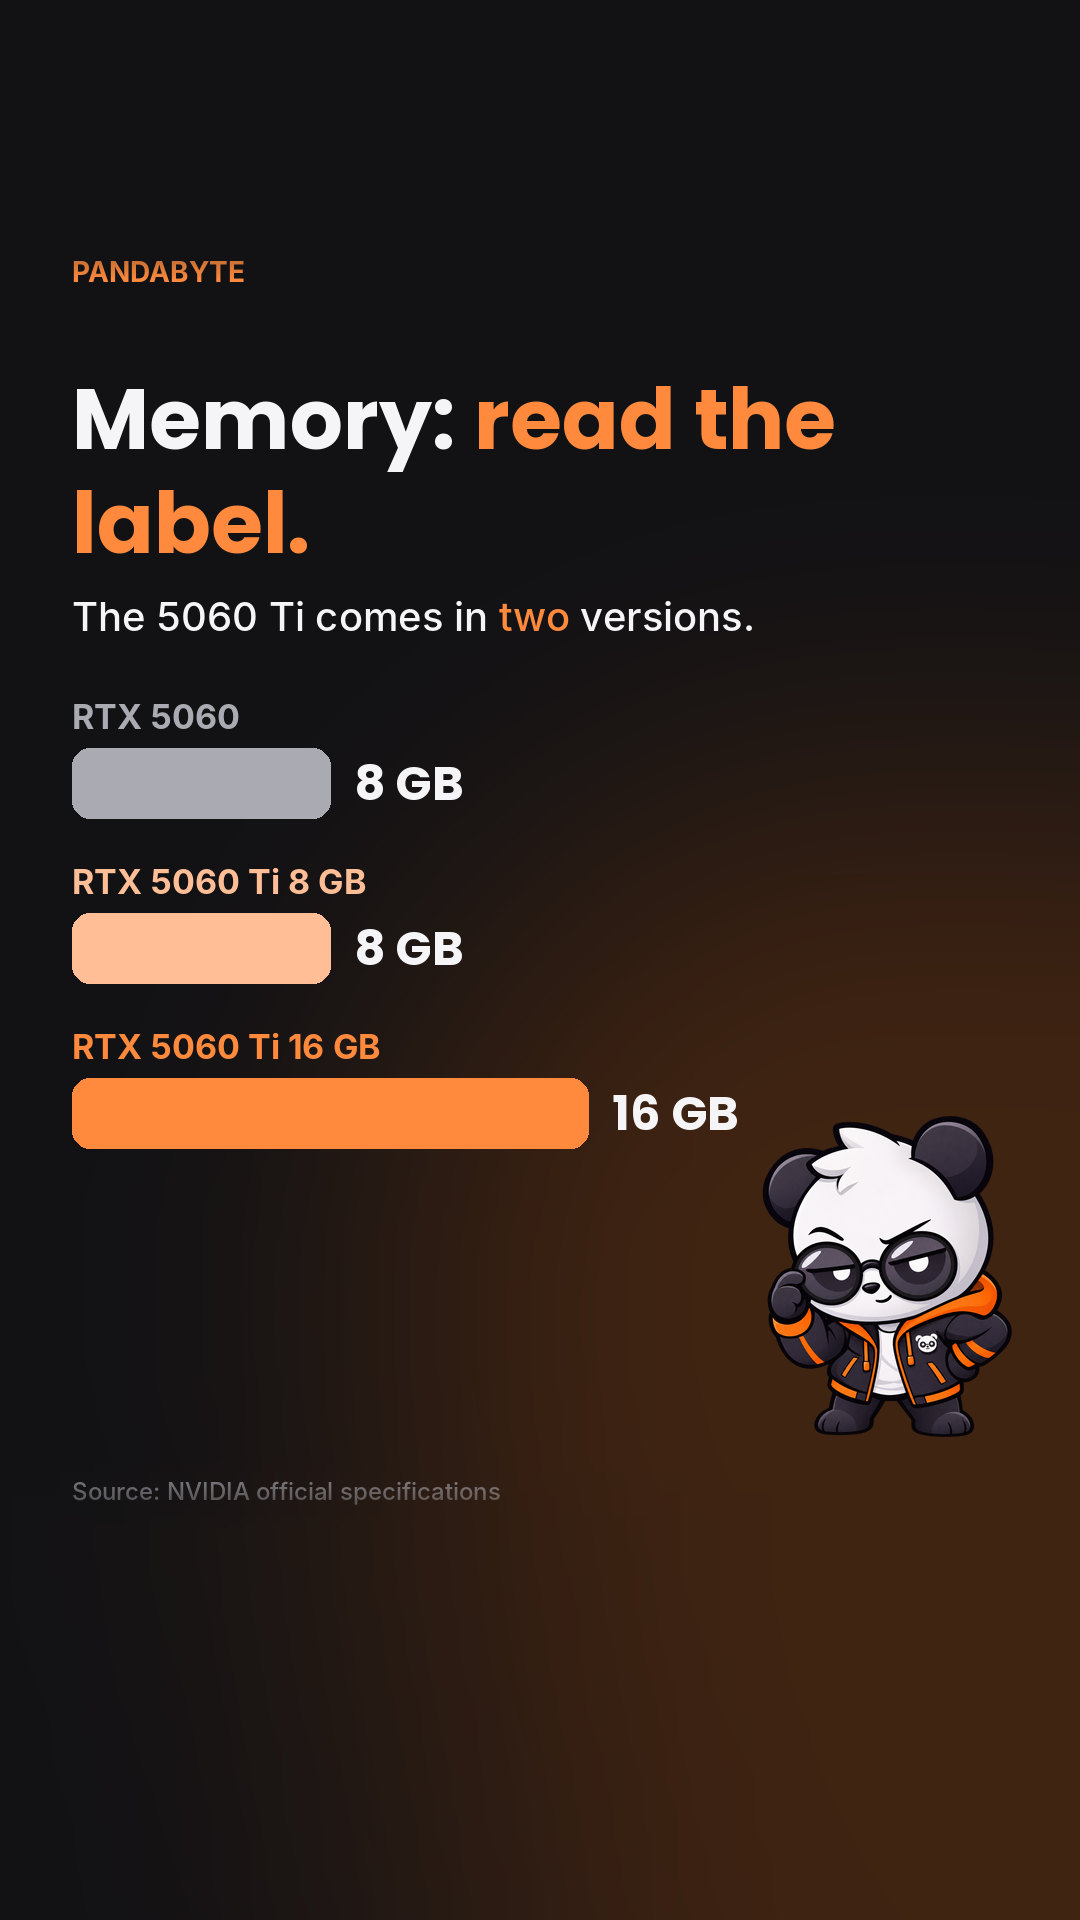 PANDABYTE
Memory: read the
label.
The 5060 Ti comes in two versions.
RTX 5060
8 GB
RTX 5060 Ti 8 GB
8 GB
RTX 5060 Ti 16 GB
16 GB
Source: NVIDIA official specifications